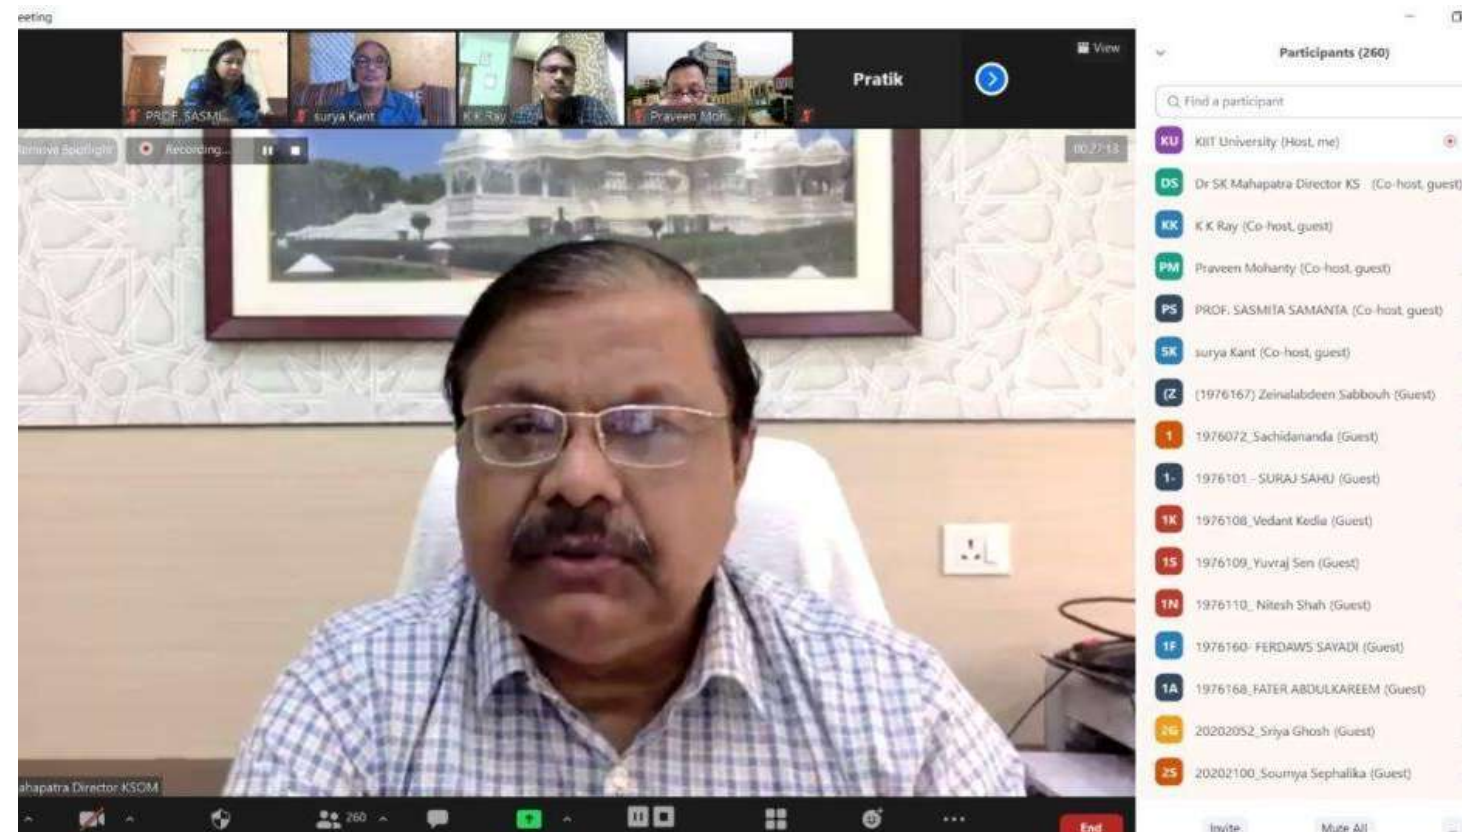 eeting
View
Pratik
PROF. SASMI...
surya Kant
K K Ray
Praveen Moh...
Remove Spotlight
Recording...
00:27:13
ahapatra Director KSOM
260
End
Participants (260)
Find a participant
KU KIIT University (Host, me)
DS Dr SK Mahapatra Director KS (Co-host, guest)
KK K K Ray (Co-host, guest)
PM Praveen Mohanty (Co-host, guest)
PS PROF. SASMITA SAMANTA (Co-host, guest)
SK surya Kant (Co-host, guest)
(Z (1976167) Zeinalabdeen Sabbouh (Guest)
1 1976072_Sachidananda (Guest)
1- 1976101 - SURAJ SAHU (Guest)
1K 1976108_Vedant Kedia (Guest)
1S 1976109_Yuvraj Sen (Guest)
1N 1976110_ Nitesh Shah (Guest)
1F 1976160- FERDAWS SAYADI (Guest)
1A 1976168_FATER ABDULKAREEM (Guest)
2G 20202052_Sriya Ghosh (Guest)
2S 20202100_Soumya Sephalika (Guest)
Invite
Mute All